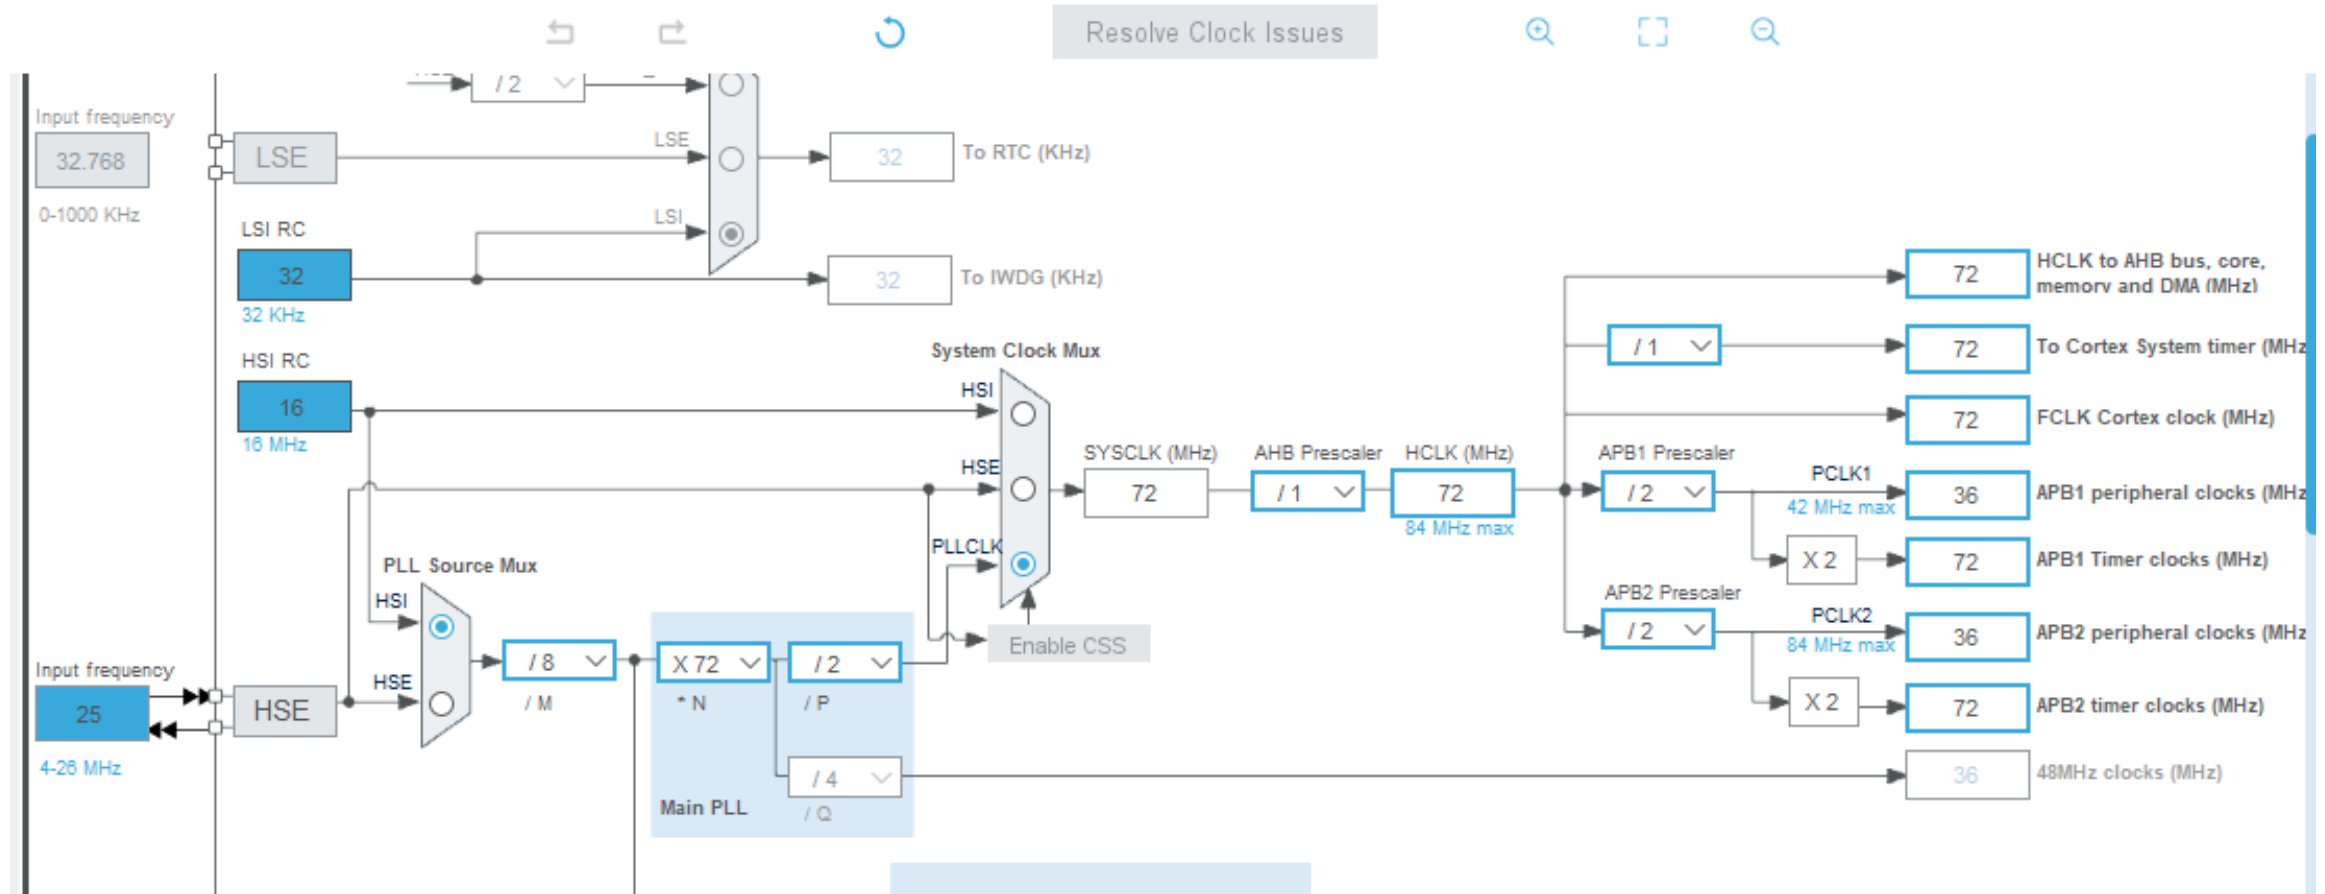 Resolve Clock Issues
/ 2
Input frequency
32.768
0-1000 KHz
LSE
LSE
32
To RTC (KHz)
LSI RC
32
32 KHz
LSI
32
To IWDG (KHz)
HSI RC
16
16 MHz
System Clock Mux
HSI
HSE
PLLCLK
SYSCLK (MHz)
72
AHB Prescaler
/ 1
HCLK (MHz)
72
84 MHz max
72
HCLK to AHB bus, core,
memory and DMA (MHz)
/ 1
72
To Cortex System timer (MHz
72
FCLK Cortex clock (MHz)
APB1 Prescaler
/ 2
PCLK1
42 MHz max
36
APB1 peripheral clocks (MHz
X 2
72
APB1 Timer clocks (MHz)
APB2 Prescaler
/ 2
PCLK2
84 MHz max
36
APB2 peripheral clocks (MHz
X 2
72
APB2 timer clocks (MHz)
36
48MHz clocks (MHz)
PLL Source Mux
HSI
HSE
Input frequency
25
4-26 MHz
HSE
/ 8
/ M
X 72
* N
/ 2
/ P
/ 4
/ Q
Main PLL
Enable CSS